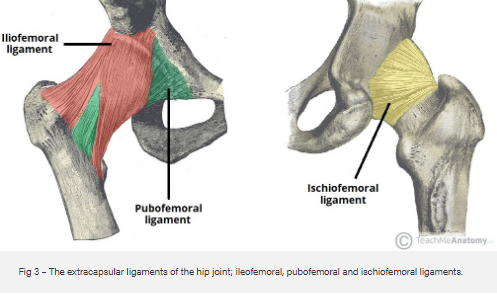 Iliofemoral
ligament
Pubofemoral
ligament
Ischiofemoral
ligament
© TeachMeAnatomy
Fig 3 - The extracapsular ligaments of the hip joint; ileofemoral, pubofemoral and ischiofemoral ligaments.